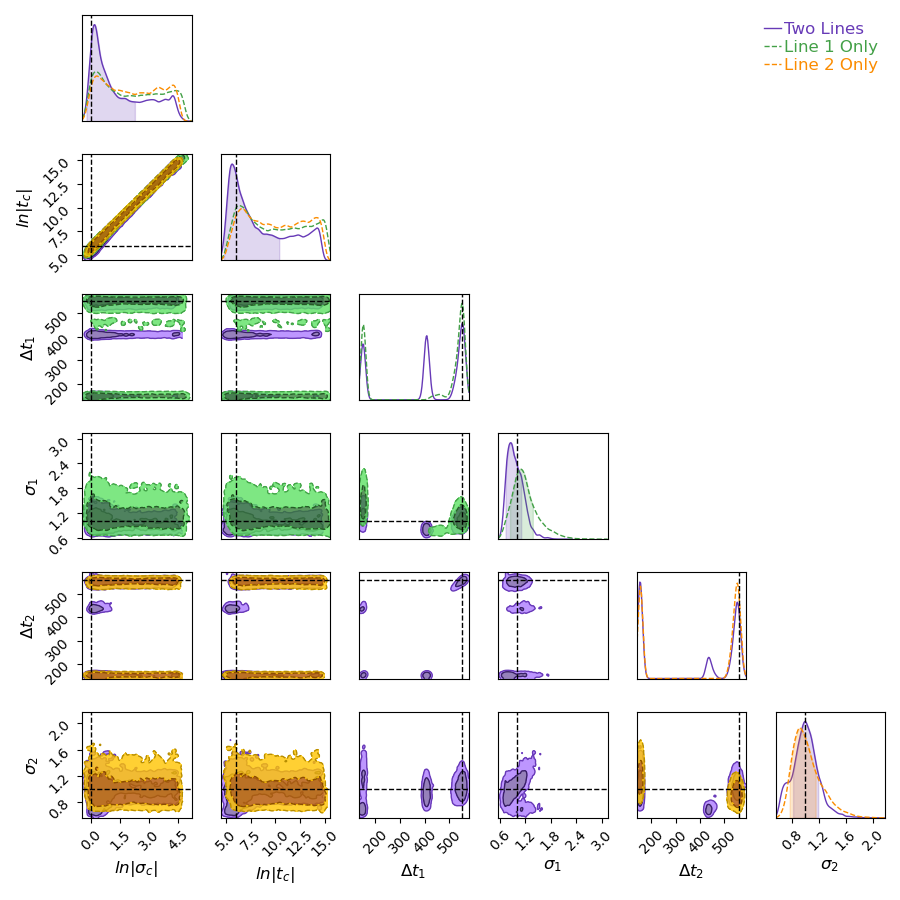 Two Lines
Line 1 Only
Line 2 Only
ln|t_c|
15.0
12.5
10.0
7.5
5.0
Δt₁
500
400
300
200
σ₁
3.0
2.4
1.8
1.2
0.6
Δt₂
500
400
300
200
σ₂
2.0
1.6
1.2
0.8
0.0 1.5 3.0 4.5
5.0 7.5 10.0 12.5 15.0
200 300 400 500
0.6 1.2 1.8 2.4 3.0
200 300 400 500
0.8 1.2 1.6 2.0
ln|σ_c| ln|t_c| Δt₁ σ₁ Δt₂ σ₂